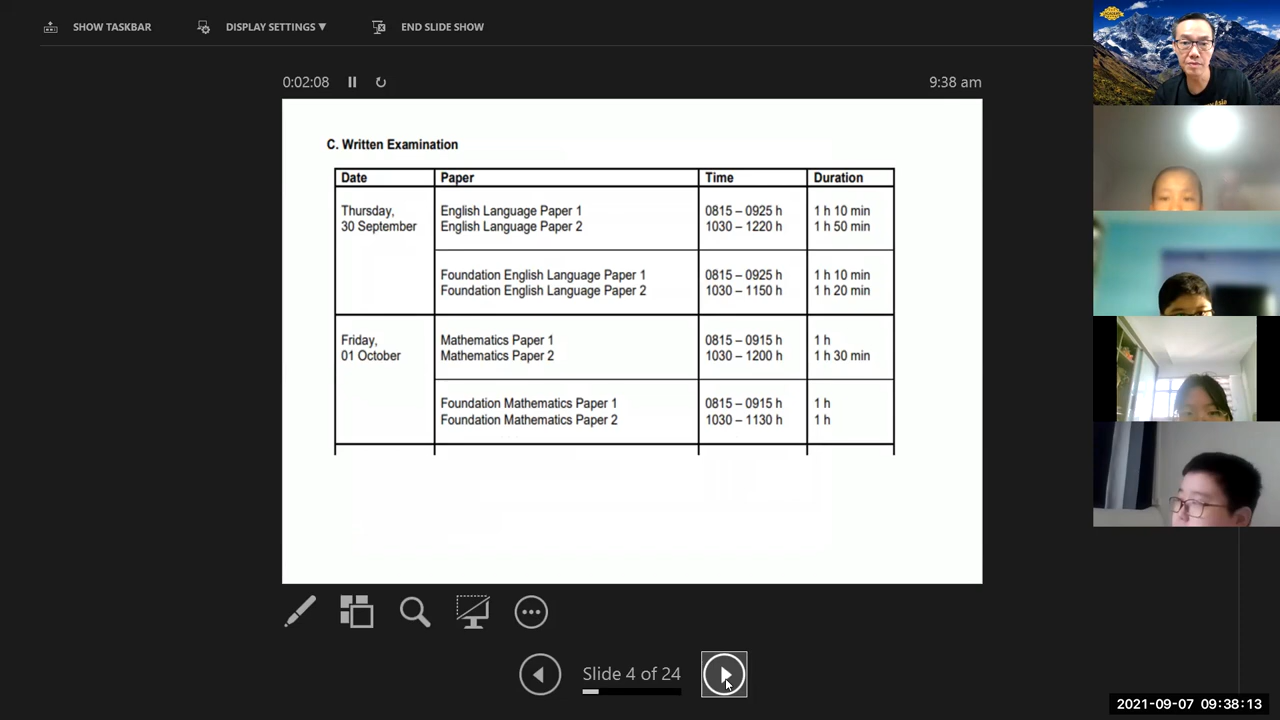 SHOW TASKBAR DISPLAY SETTINGS ▼ END SLIDE SHOW
0:02:08 9:38 am
C. Written Examination
Date Paper Time Duration
Thursday, English Language Paper 1 0815 – 0925 h 1 h 10 min
30 September English Language Paper 2 1030 – 1220 h 1 h 50 min
Foundation English Language Paper 1 0815 – 0925 h 1 h 10 min
Foundation English Language Paper 2 1030 – 1150 h 1 h 20 min
Friday, Mathematics Paper 1 0815 – 0915 h 1 h
01 October Mathematics Paper 2 1030 – 1200 h 1 h 30 min
Foundation Mathematics Paper 1 0815 – 0915 h 1 h
Foundation Mathematics Paper 2 1030 – 1130 h 1 h
Slide 4 of 24
2021-09-07 09:38:13